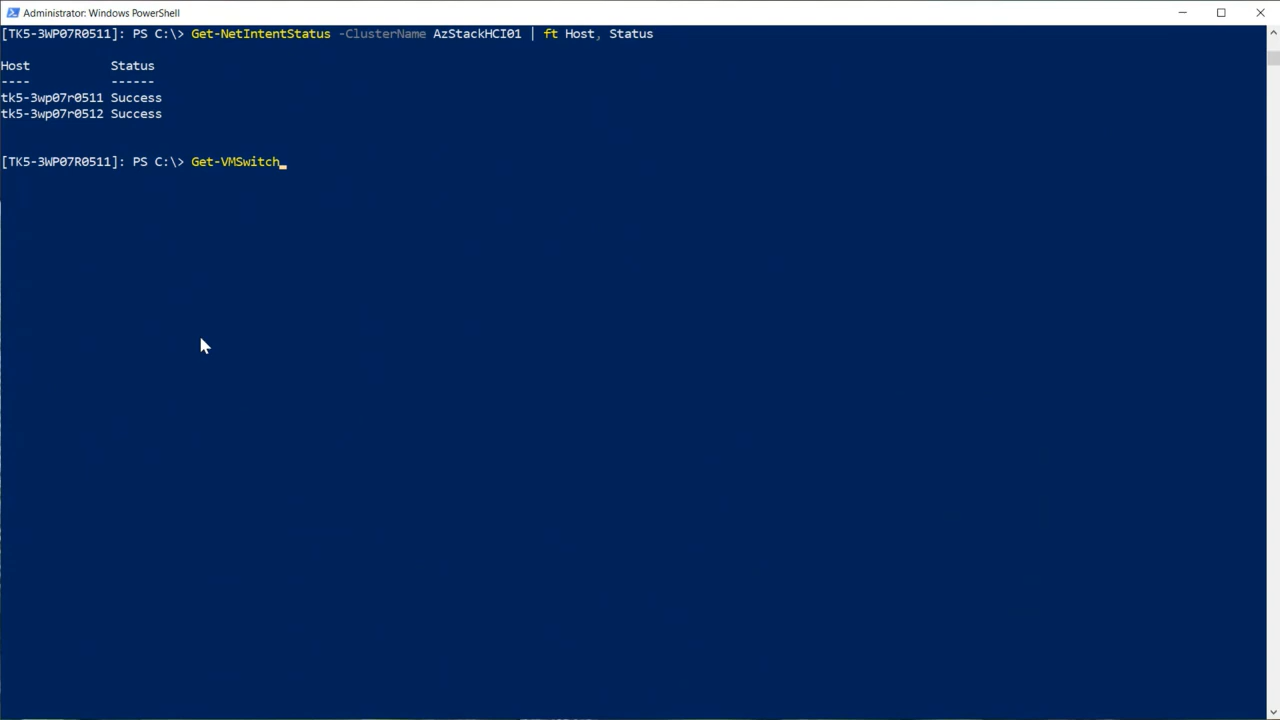 Administrator: Windows PowerShell
[TK5-3WP07R0511]: PS C:\> Get-NetIntentStatus -ClusterName AzStackHCI01 | ft Host, Status
Host Status
---- ------
tk5-3wp07r0511 Success
tk5-3wp07r0512 Success
[TK5-3WP07R0511]: PS C:\> Get-VMSwitch_